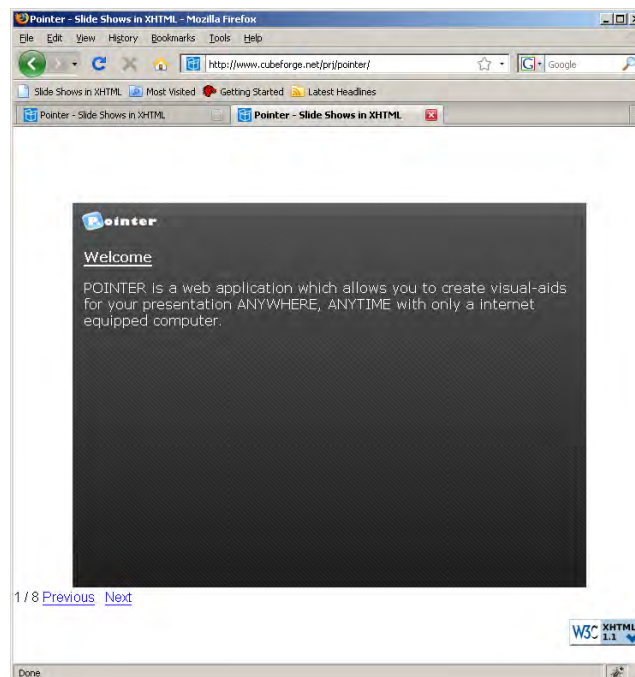 Pointer - Slide Shows in XHTML - Mozilla Firefox
File Edit View History Bookmarks Tools Help
http://www.cubeforge.net/prj/pointer/ G Google
Slide Shows in XHTML Most Visited Getting Started Latest Headlines
Pointer - Slide Shows in XHTML Pointer - Slide Shows in XHTML
Pointer
Welcome
POINTER is a web application which allows you to create visual-aids
for your presentation ANYWHERE, ANYTIME with only a internet
equipped computer.
1 / 8 Previous Next
W3C XHTML
1.1
Done